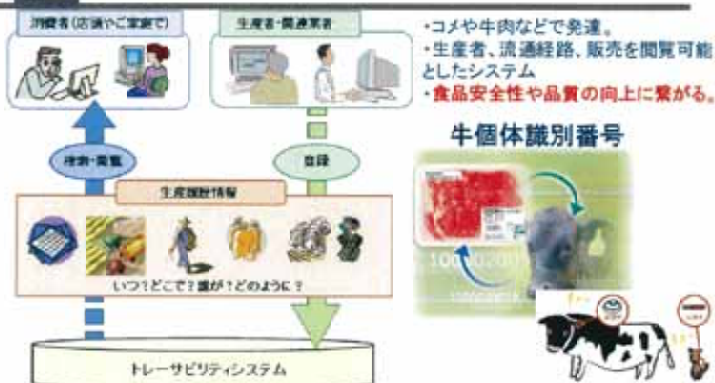 消費者(店頭やご家庭で)
生産者・関連業者
・コメや牛肉などで発達。
・生産者、流通経路、販売を閲覧可能
としたシステム
・食品安全性や品質の向上に繋がる。
検索・閲覧
登録
生産履歴情報
いつ?どこで?誰が?どのように?
トレーサビリティシステム
牛個体識別番号